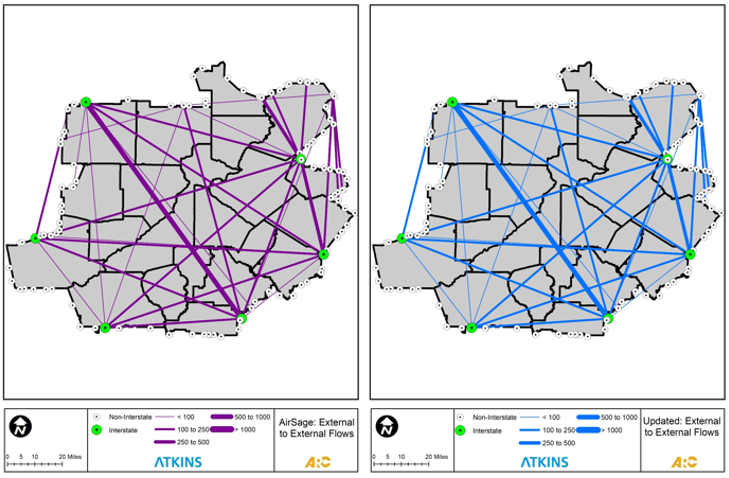 N
0 5 10 20 Miles
Non-Interstate
Interstate
< 100
100 to 250
250 to 500
500 to 1000
> 1000
AirSage: External
to External Flows
ATKINS
ARC
N
0 5 10 20 Miles
Non-Interstate
Interstate
< 100
100 to 250
250 to 500
500 to 1000
> 1000
Updated: External
to External Flows
ATKINS
ARC